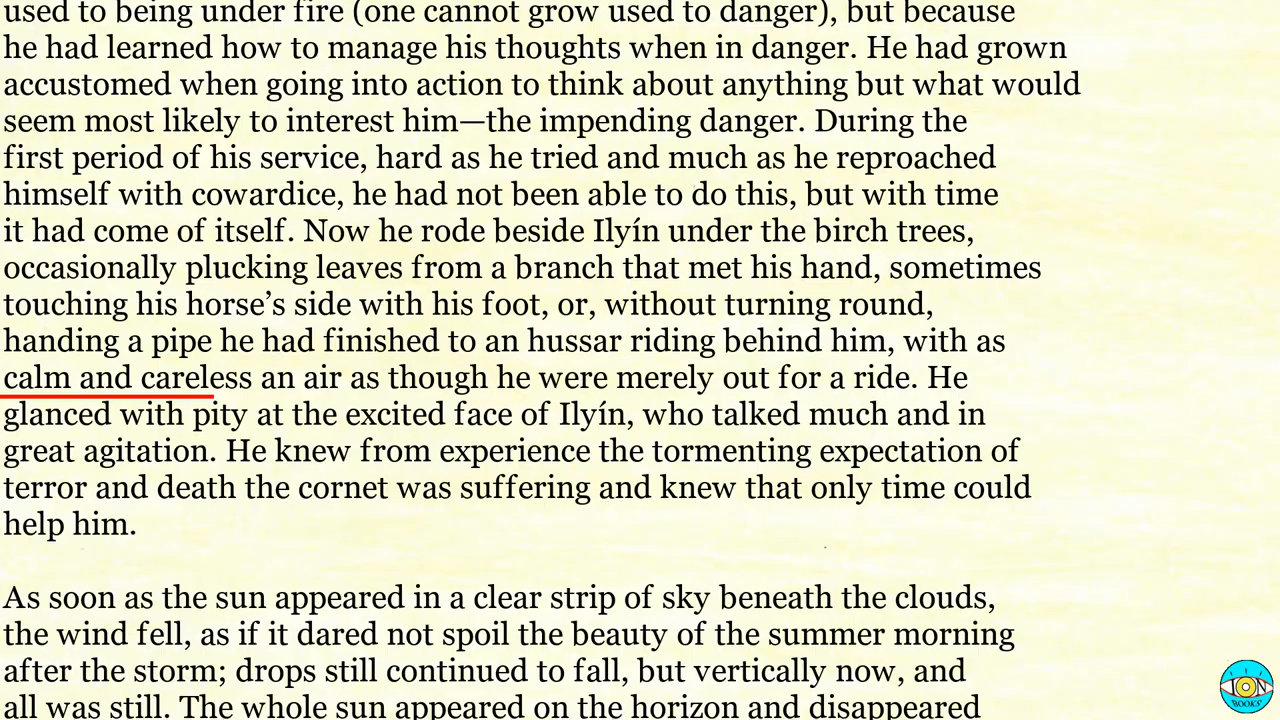 used to being under fire (one cannot grow used to danger), but because
he had learned how to manage his thoughts when in danger. He had grown
accustomed when going into action to think about anything but what would
seem most likely to interest him—the impending danger. During the
first period of his service, hard as he tried and much as he reproached
himself with cowardice, he had not been able to do this, but with time
it had come of itself. Now he rode beside Ilyín under the birch trees,
occasionally plucking leaves from a branch that met his hand, sometimes
touching his horse’s side with his foot, or, without turning round,
handing a pipe he had finished to an hussar riding behind him, with as
calm and careless an air as though he were merely out for a ride. He
glanced with pity at the excited face of Ilyín, who talked much and in
great agitation. He knew from experience the tormenting expectation of
terror and death the cornet was suffering and knew that only time could
help him.
As soon as the sun appeared in a clear strip of sky beneath the clouds,
the wind fell, as if it dared not spoil the beauty of the summer morning
after the storm; drops still continued to fall, but vertically now, and
all was still. The whole sun appeared on the horizon and disappeared
ION
BOOKS